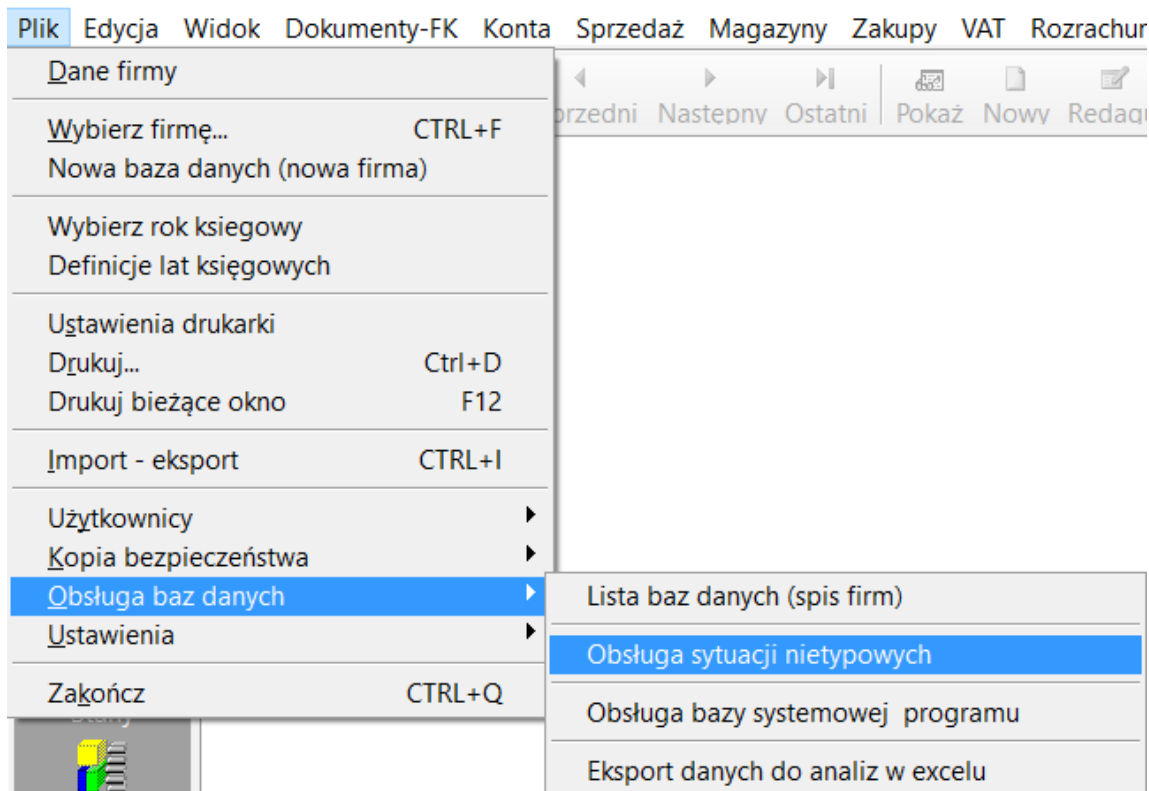 Plik Edycja Widok Dokumenty-FK Konta Sprzedaż Magazyny Zakupy VAT Rozrachur
Dane firmy
Następny Ostatni Pokaż Nowy
Wybierz firmę... CTRL+F
Nowa baza danych (nowa firma)
Wybierz rok ksiegowy
Definicje lat księgowych
Ustawienia drukarki
Drukuj... Ctrl+D
Drukuj bieżące okno F12
Import - eksport CTRL+I
Użytkownicy
Kopia bezpieczeństwa
Obsługa baz danych
Ustawienia
Zakończ CTRL+Q
Lista baz danych (spis firm)
Obsługa sytuacji nietypowych
Obsługa bazy systemowej programu
Eksport danych do analiz w excelu